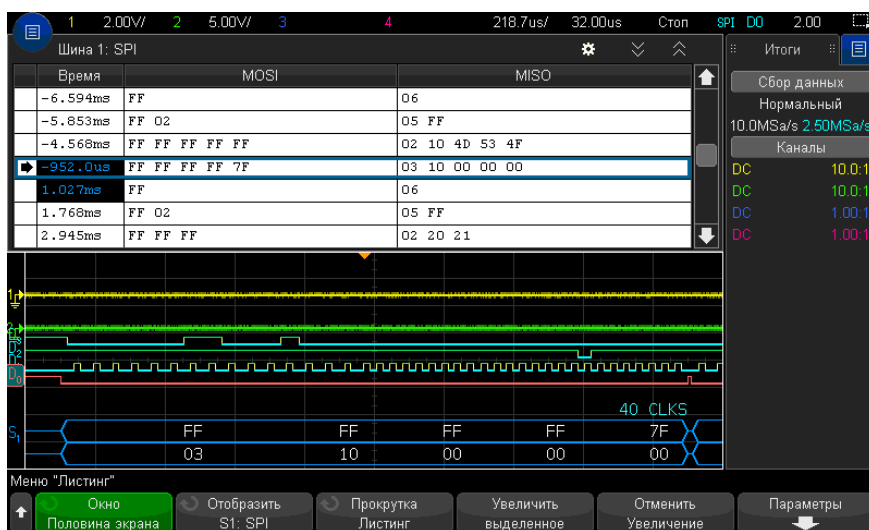 1 2.00V/ 2 5.00V/ 3 4 218.7us/ 32.00us Стоп SPI D0 2.00
Шина 1: SPI
Итоги
Время MOSI MISO
-6.594ms FF 06
-5.853ms FF 02 05 FF
-4.568ms FF FF FF FF FF 02 10 4D 53 4F
-952.0us FF FF FF FF 7F 03 10 00 00 00
1.027ms FF 06
1.768ms FF 02 05 FF
2.945ms FF FF FF 02 20 21
Сбор данных
Нормальный
10.0MSa/s 2.50MSa/s
Каналы
DC 10.0:1
DC 10.0:1
DC 1.00:1
DC 1.00:1
1
2
D0
40 CLKS
S1 FF FF FF FF 7F
03 10 00 00 00
Меню "Листинг"
Окно
Половина экрана
Отобразить
S1: SPI
Прокрутка
Листинг
Увеличить
выделенное
Отменить
Увеличение
Параметры